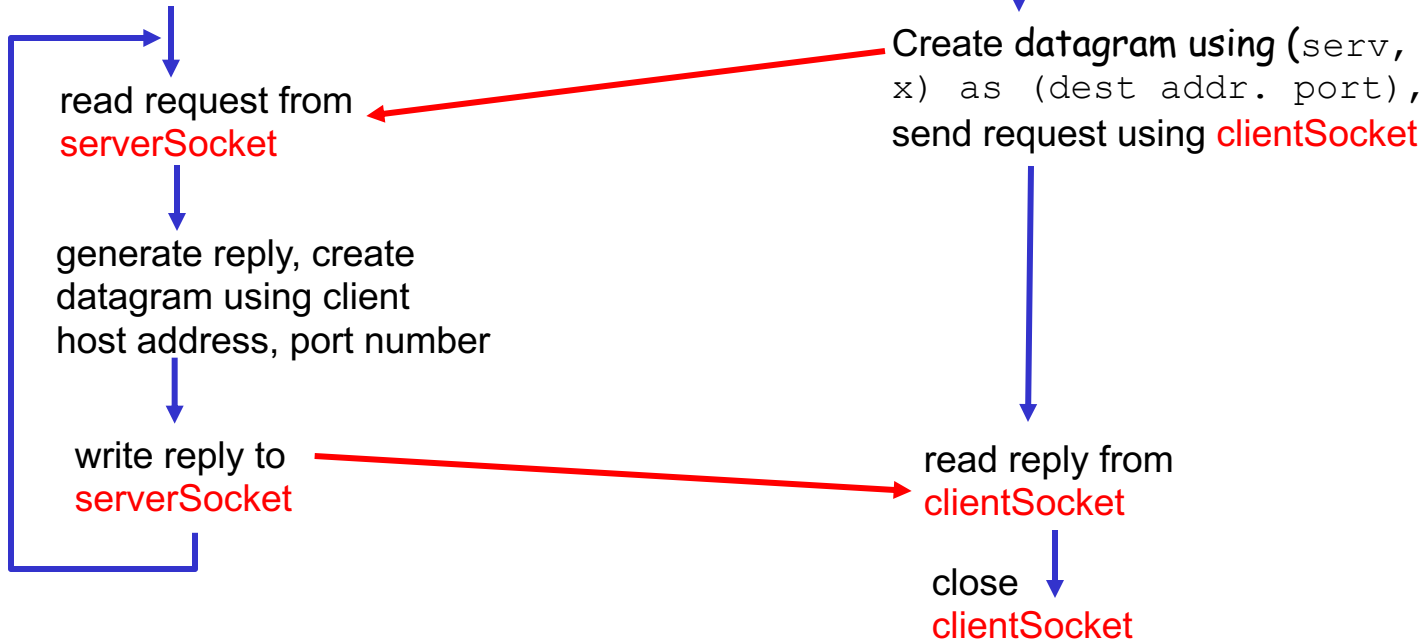 read request from
serverSocket
generate reply, create
datagram using client
host address, port number
write reply to
serverSocket
Create datagram using (serv,
x) as (dest addr. port),
send request using clientSocket
read reply from
clientSocket
close
clientSocket